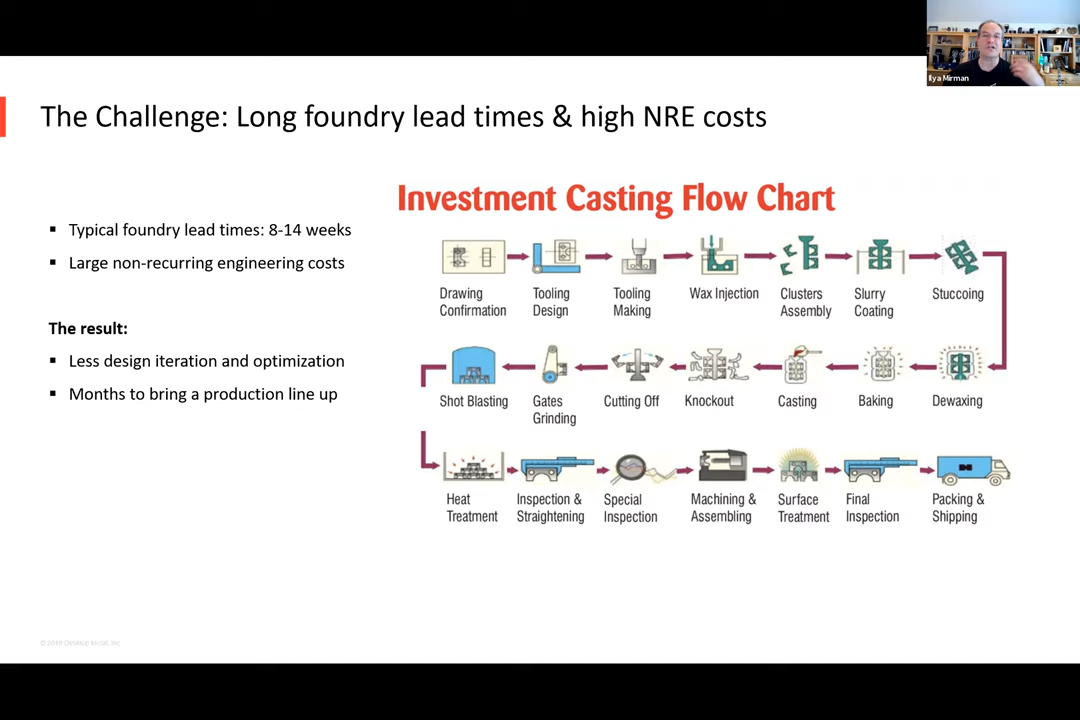 Ilya Mirman
The Challenge: Long foundry lead times & high NRE costs
▪ Typical foundry lead times: 8-14 weeks
▪ Large non-recurring engineering costs
The result:
▪ Less design iteration and optimization
▪ Months to bring a production line up
Investment Casting Flow Chart
Drawing Confirmation
Tooling Design
Tooling Making
Wax Injection
Clusters Assembly
Slurry Coating
Stuccoing
Shot Blasting
Gates Grinding
Cutting Off
Knockout
Casting
Baking
Dewaxing
Heat Treatment
Inspection & Straightening
Special Inspection
Machining & Assembling
Surface Treatment
Final Inspection
Packing & Shipping
© 2019 Desktop Metal, Inc